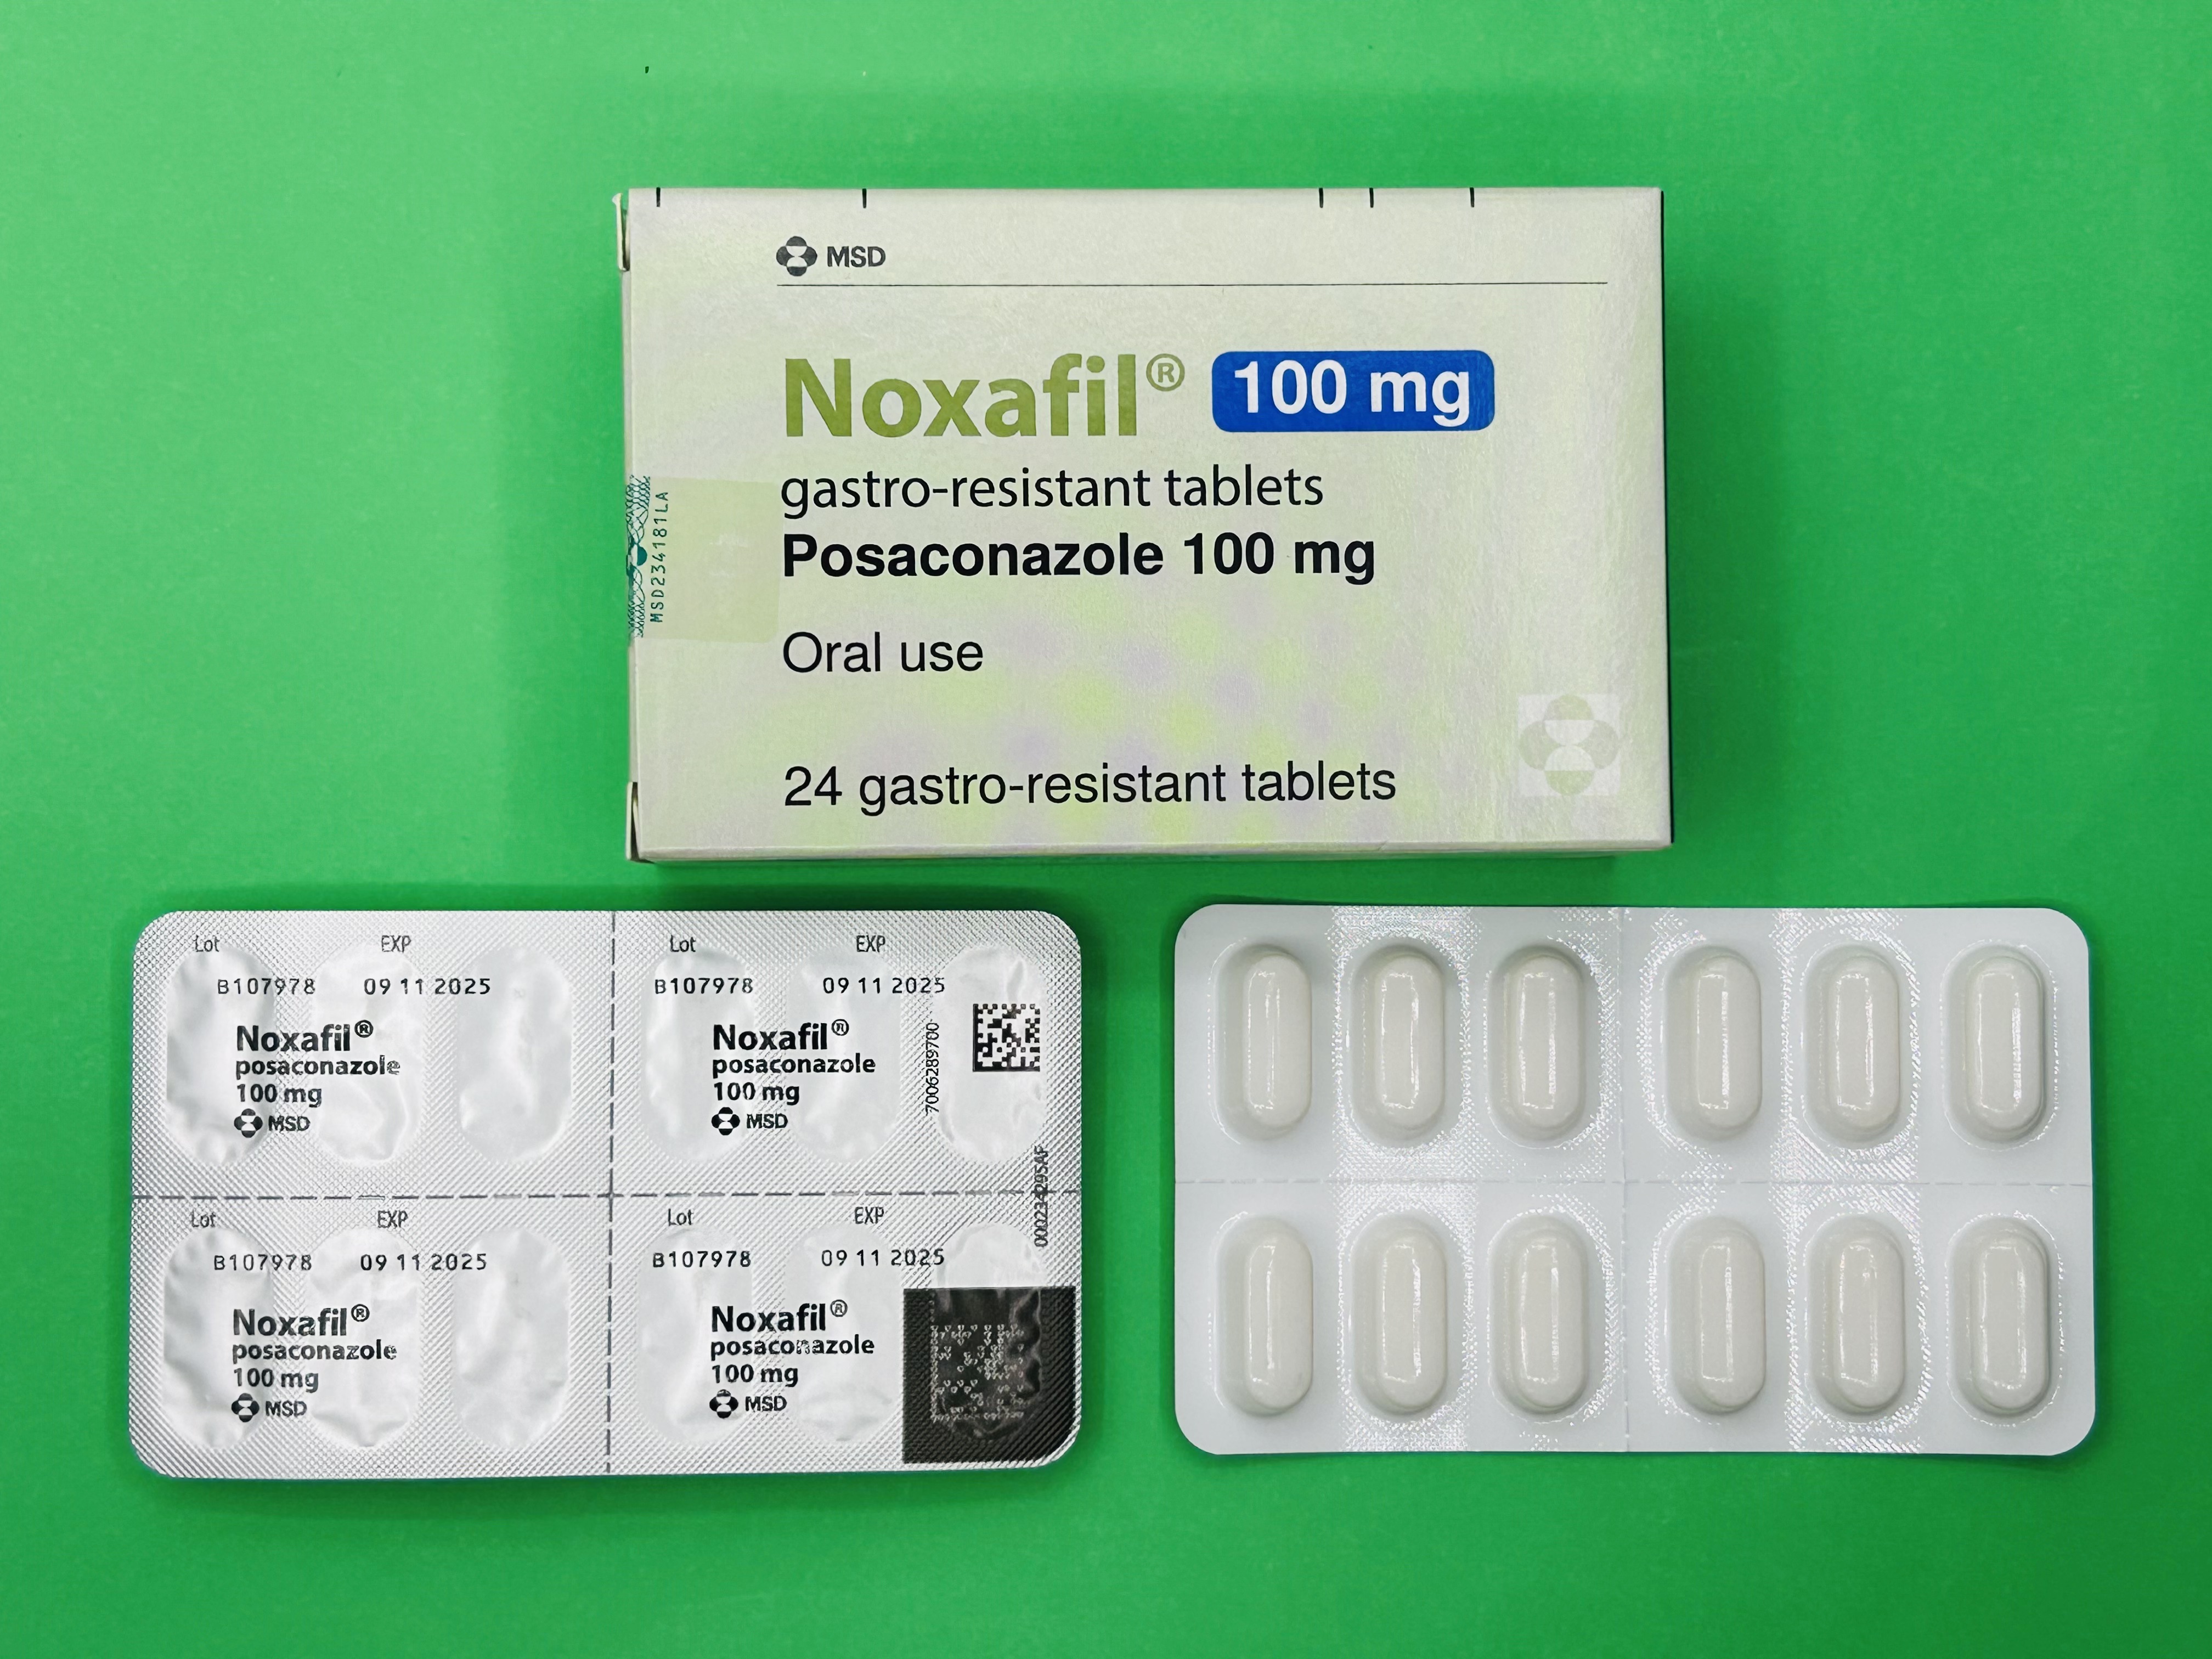 MSD
Noxafil® 100 mg
gastro-resistant tablets
Posaconazole 100 mg
Oral use
24 gastro-resistant tablets
MSD234181LA
Lot EXP
B107978 09 11 2025
Noxafil®
posaconazole
100 mg
MSD
Lot EXP
B107978 09 11 2025
Noxafil®
posaconazole
100 mg
MSD
7006289700
Lot EXP
B107978 09 11 2025
Noxafil®
posaconazole
100 mg
MSD
Lot EXP
B107978 09 11 2025
Noxafil®
posaconazole
100 mg
MSD